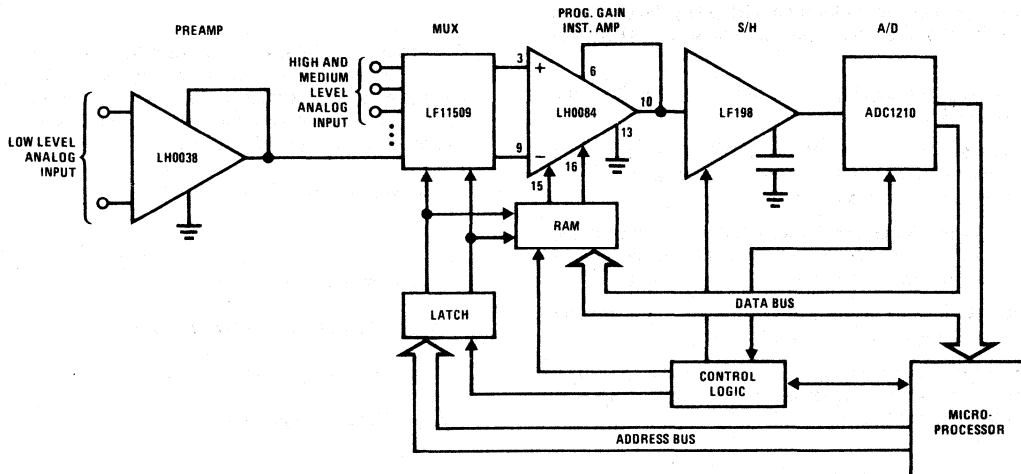 PREAMP
MUX
PROG. GAIN
INST. AMP
S/H
A/D
HIGH AND
MEDIUM
LEVEL
ANALOG
INPUT
LF11509
3
+
6
LH0084
10
13
9
−
15
16
LF198
ADC1210
LOW LEVEL
ANALOG
INPUT
LH0038
RAM
DATA BUS
LATCH
CONTROL
LOGIC
MICRO-
PROCESSOR
ADDRESS BUS